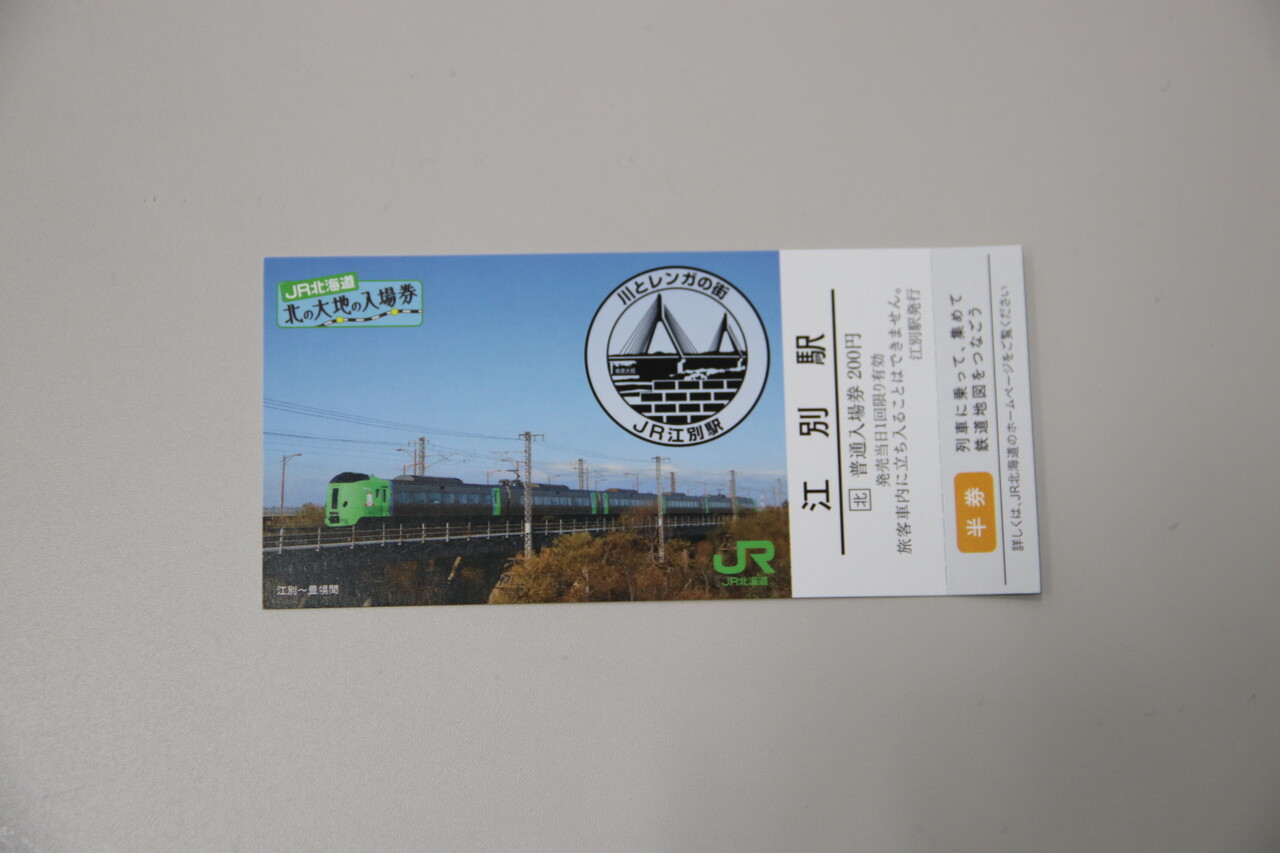 JR北海道
北の大地の入場券
川とレンガの街
JR江別駅
JR
JR北海道
江別〜豊幌間
江別駅
北 普通入場券 200円
発売当日1回限り有効
旅客車内に立ち入ることはできません。
江別駅発行
半券
列車に乗って、集めて
鉄道地図をつなごう
詳しくは、JR北海道のホームページをご覧ください